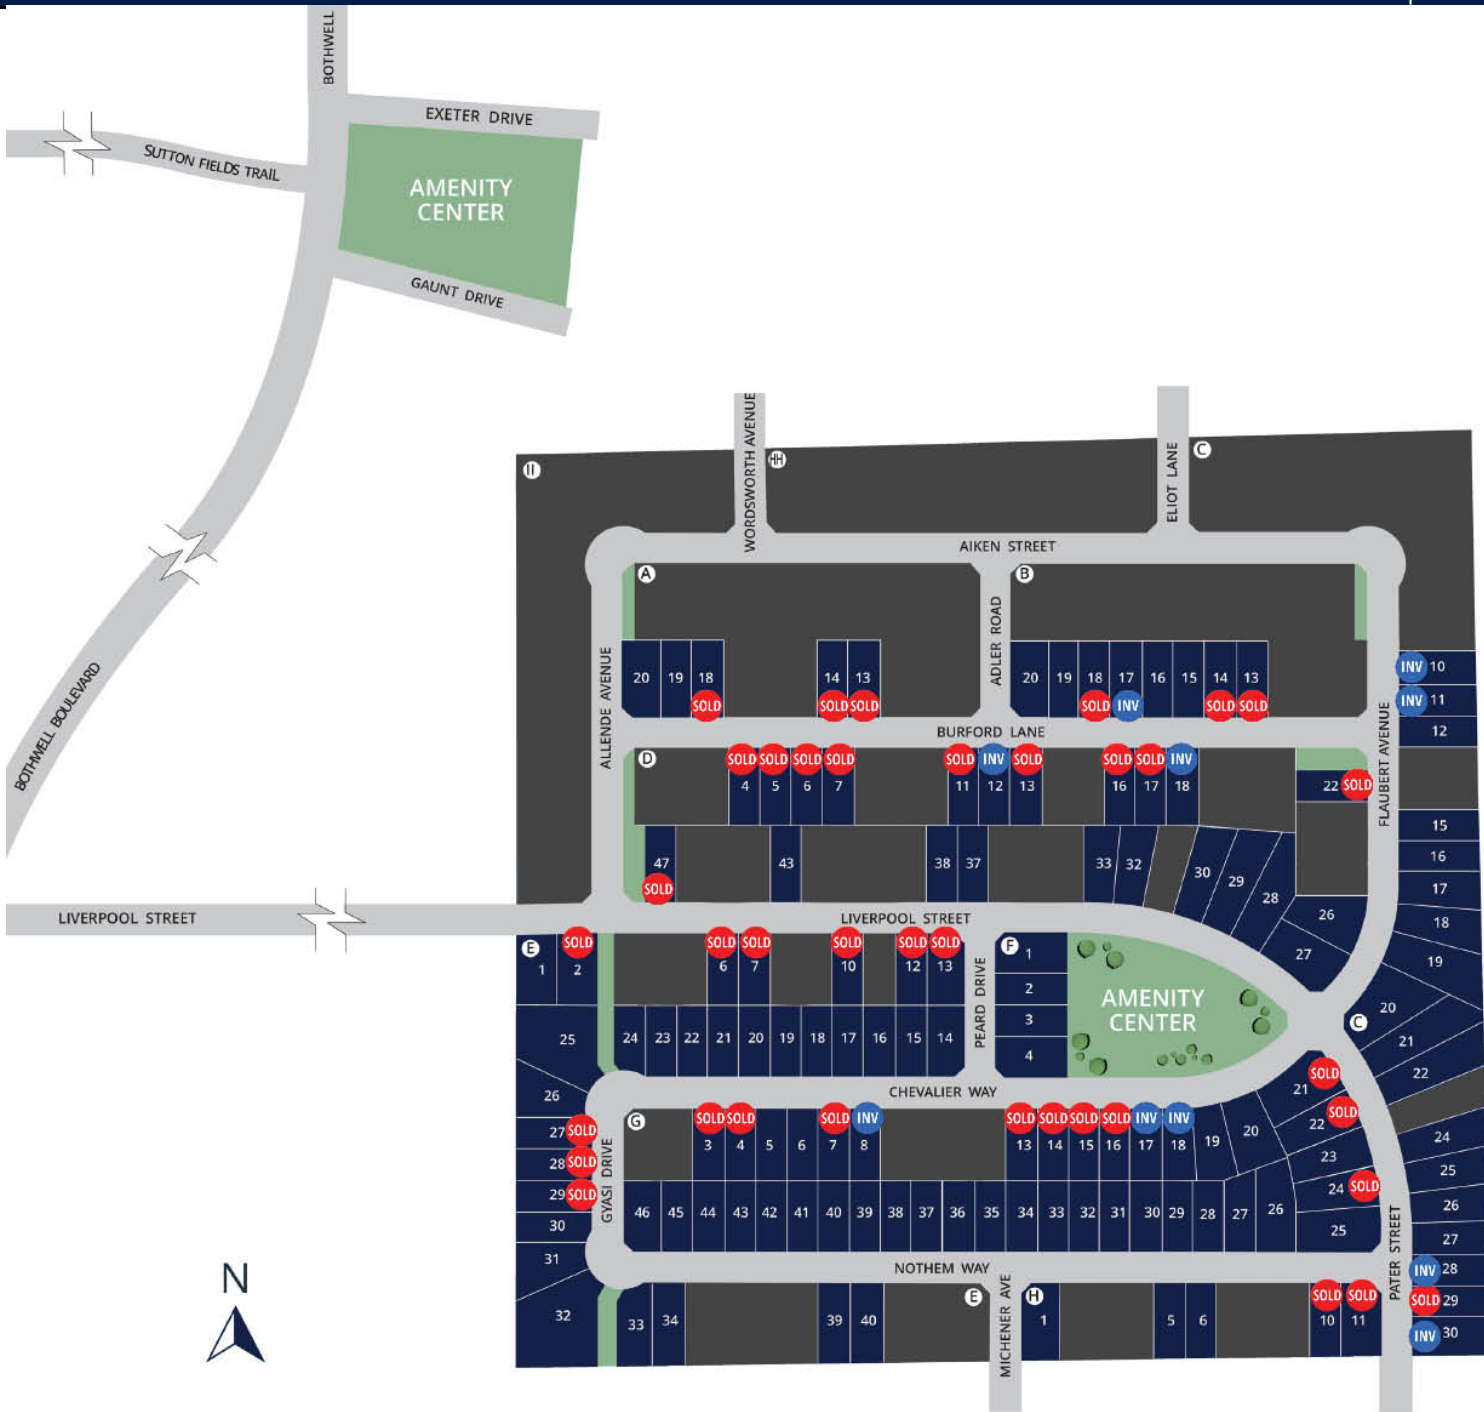 BOTHWELL
EXETER DRIVE
SUTTON FIELDS TRAIL
AMENITY
CENTER
GAUNT DRIVE
BOTHWELL BOULEVARD
WORDSWORTH AVENUE
HH
ELIOT LANE
C
II
AIKEN STREET
A
B
ALLENDE AVENUE
ADLER ROAD
20 19 18 14 13
SOLD SOLD SOLD
20 19 18 17 16 15 14 13
SOLD INV SOLD SOLD
INV 10
INV 11
12
BURFORD LANE
FLAUBERT AVENUE
D
SOLD SOLD SOLD SOLD SOLD INV SOLD SOLD SOLD INV
4 5 6 7 11 12 13 16 17 18
22 SOLD
15
16
17
18
19
47 43 38 37 33 32 30 29 28 26
SOLD
27
LIVERPOOL STREET
LIVERPOOL STREET
E
SOLD SOLD SOLD SOLD SOLD SOLD
1 2 6 7 10 12 13
PEARD DRIVE
F
1
2
3
4
AMENITY
CENTER
C
20
21
22
25
24 23 22 21 20 19 18 17 16 15 14
26
CHEVALIER WAY
27 SOLD
28 SOLD
29 SOLD
30
31
32
GYASI DRIVE
G
SOLD SOLD SOLD INV SOLD SOLD SOLD SOLD INV INV
3 4 5 6 7 8 13 14 15 16 17 18 19 20
SOLD
21
SOLD
22
23
24 SOLD
25
24
25
26
27
46 45 44 43 42 41 40 39 38 37 36 35 34 33 32 31 30 29 28 27 26
PATER STREET
NOTHEM WAY
INV 28
SOLD 29
INV 30
E
MICHENER AVE
H
SOLD SOLD
33 34 39 40 1 5 6 10 11
N